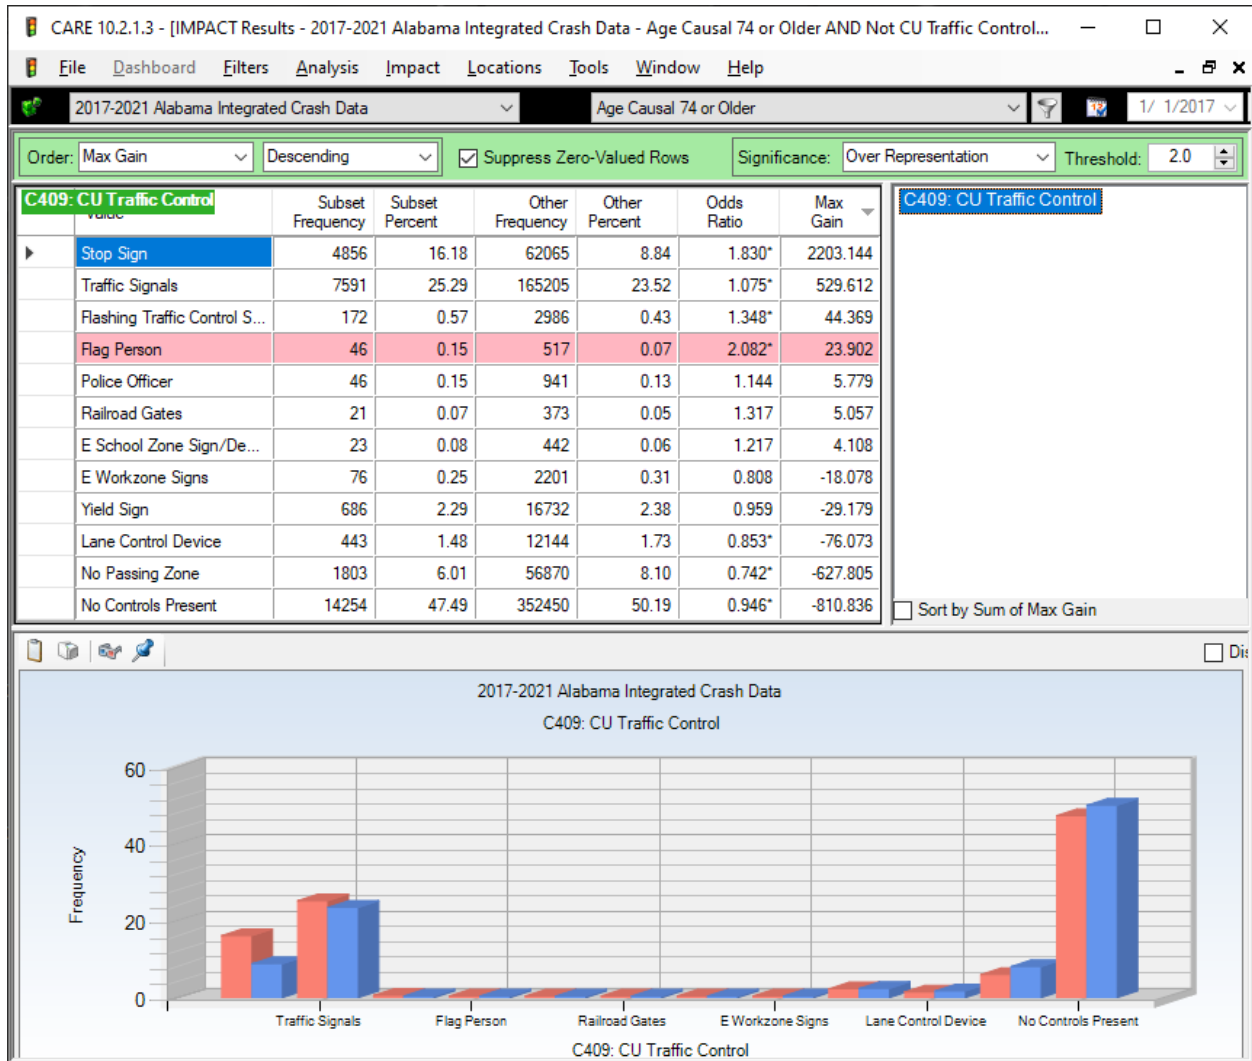 CARE 10.2.1.3 - [IMPACT Results - 2017-2021 Alabama Integrated Crash Data - Age Causal 74 or Older AND Not CU Traffic Control...
File Dashboard Filters Analysis Impact Locations Tools Window Help
2017-2021 Alabama Integrated Crash Data Age Causal 74 or Older 1/ 1/2017
Order: Max Gain Descending Suppress Zero-Valued Rows Significance: Over Representation Threshold: 2.0
C409: CU Traffic Control
Value Subset Frequency Subset Percent Other Frequency Other Percent Odds Ratio Max Gain
Stop Sign 4856 16.18 62065 8.84 1.830* 2203.144
Traffic Signals 7591 25.29 165205 23.52 1.075* 529.612
Flashing Traffic Control S... 172 0.57 2986 0.43 1.348* 44.369
Flag Person 46 0.15 517 0.07 2.082* 23.902
Police Officer 46 0.15 941 0.13 1.144 5.779
Railroad Gates 21 0.07 373 0.05 1.317 5.057
E School Zone Sign/De... 23 0.08 442 0.06 1.217 4.108
E Workzone Signs 76 0.25 2201 0.31 0.808 -18.078
Yield Sign 686 2.29 16732 2.38 0.959 -29.179
Lane Control Device 443 1.48 12144 1.73 0.853* -76.073
No Passing Zone 1803 6.01 56870 8.10 0.742* -627.805
No Controls Present 14254 47.49 352450 50.19 0.946* -810.836
C409: CU Traffic Control
Sort by Sum of Max Gain
2017-2021 Alabama Integrated Crash Data
C409: CU Traffic Control
60
40
20
0
Frequency
Traffic Signals Flag Person Railroad Gates E Workzone Signs Lane Control Device No Controls Present
C409: CU Traffic Control